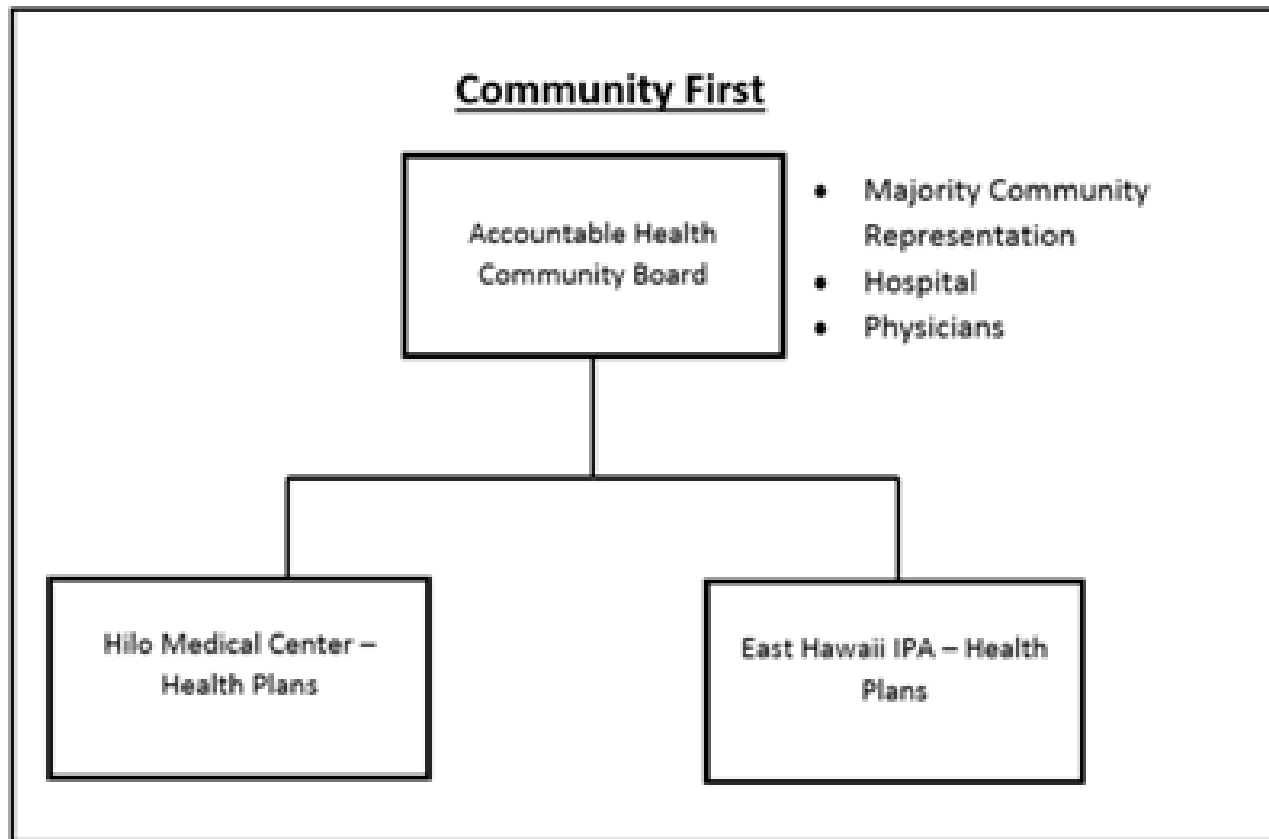 Community First
Accountable Health
Community Board
• Majority Community
Representation
• Hospital
• Physicians
Hilo Medical Center –
Health Plans
East Hawaii IPA – Health
Plans